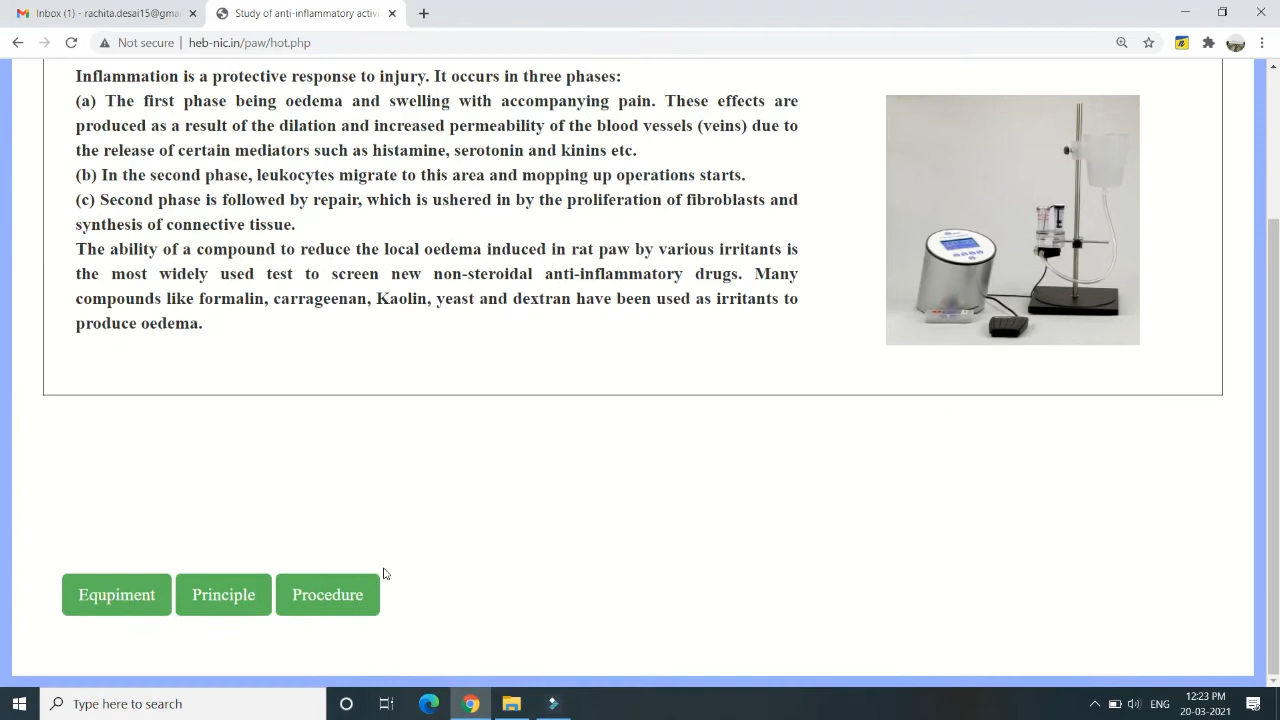 Inbox (1) - rachita.desai15@gma
Study of anti-inflammatory activ
Not secure | heb-nic.in/paw/hot.php
Inflammation is a protective response to injury. It occurs in three phases:
(a) The first phase being oedema and swelling with accompanying pain. These effects are
produced as a result of the dilation and increased permeability of the blood vessels (veins) due to
the release of certain mediators such as histamine, serotonin and kinins etc.
(b) In the second phase, leukocytes migrate to this area and mopping up operations starts.
(c) Second phase is followed by repair, which is ushered in by the proliferation of fibroblasts and
synthesis of connective tissue.
The ability of a compound to reduce the local oedema induced in rat paw by various irritants is
the most widely used test to screen new non-steroidal anti-inflammatory drugs. Many
compounds like formalin, carrageenan, Kaolin, yeast and dextran have been used as irritants to
produce oedema.
Equpiment
Principle
Procedure
Type here to search
ENG
12:23 PM
20-03-2021